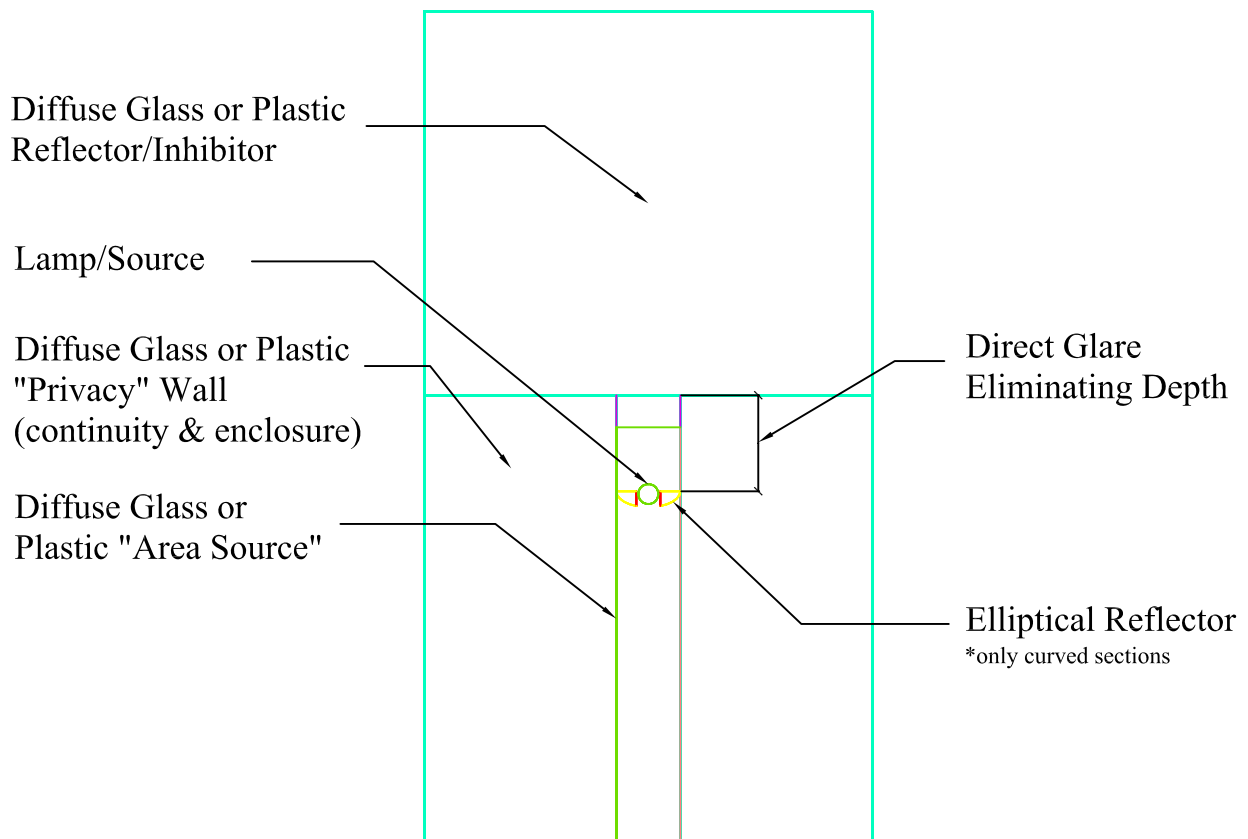 Diffuse Glass or Plastic
Reflector/Inhibitor
Lamp/Source
Diffuse Glass or Plastic
"Privacy" Wall
(continuity & enclosure)
Diffuse Glass or
Plastic "Area Source"
Direct Glare
Eliminating Depth
Elliptical Reflector
*only curved sections